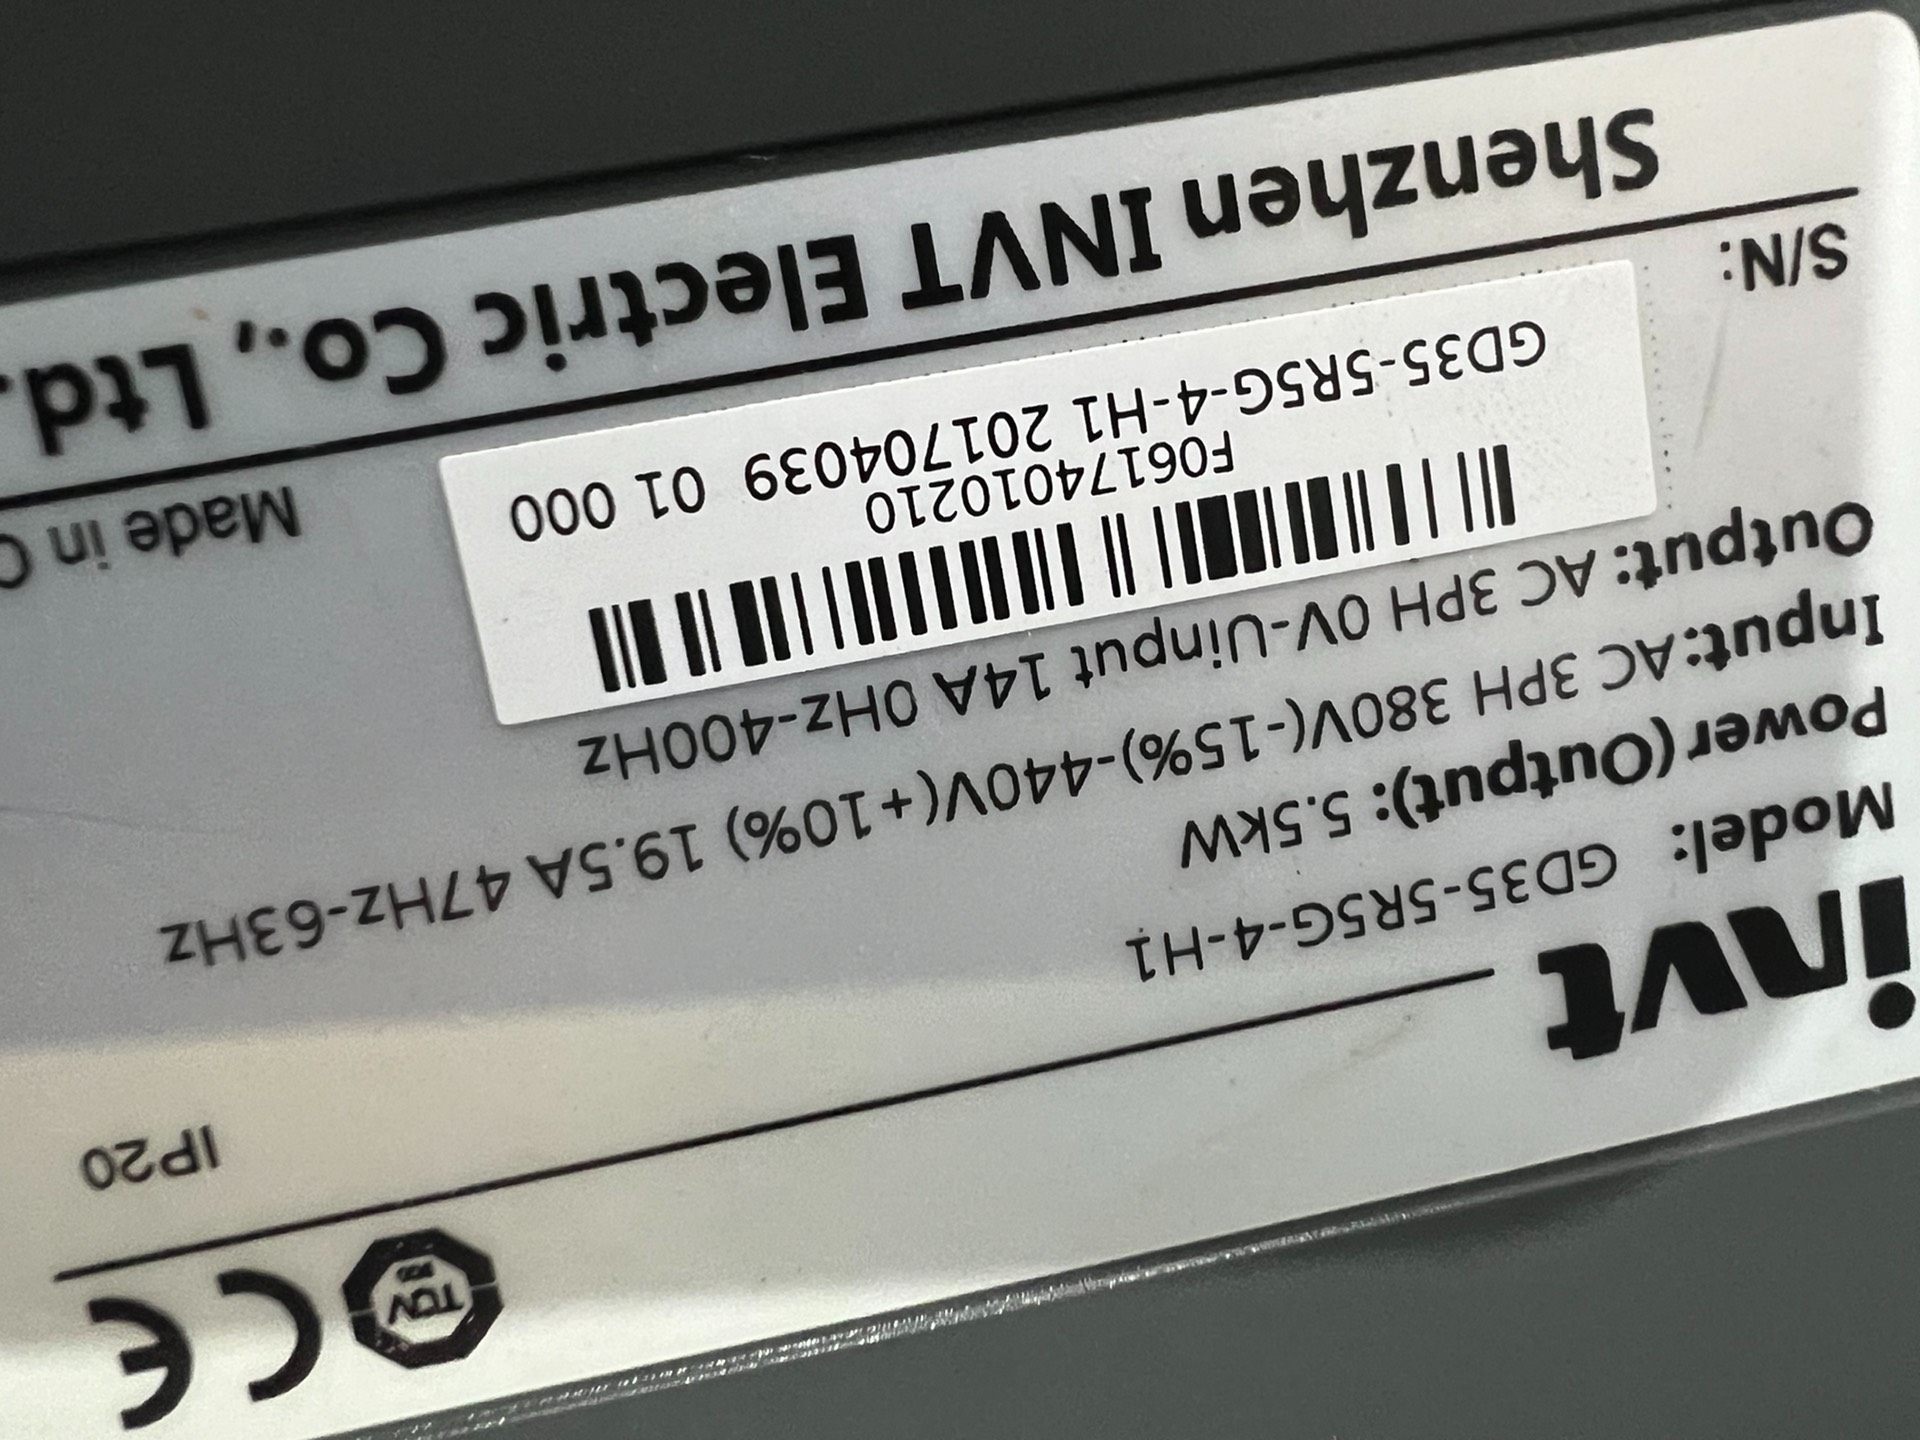 invt
TÜV
CE
IP20
Model: GD35-5R5G-4-H1
Power(Output): 5.5kW
Input:AC 3PH 380V(-15%)-440V(+10%) 19.5A 47Hz-63Hz
Output: AC 3PH 0V-Uinput 14A 0Hz-400Hz
F06174010210
GD35-5R5G-4-H1 201704039 01 000
S/N:
Made in C
Shenzhen INVT Electric Co., Ltd.